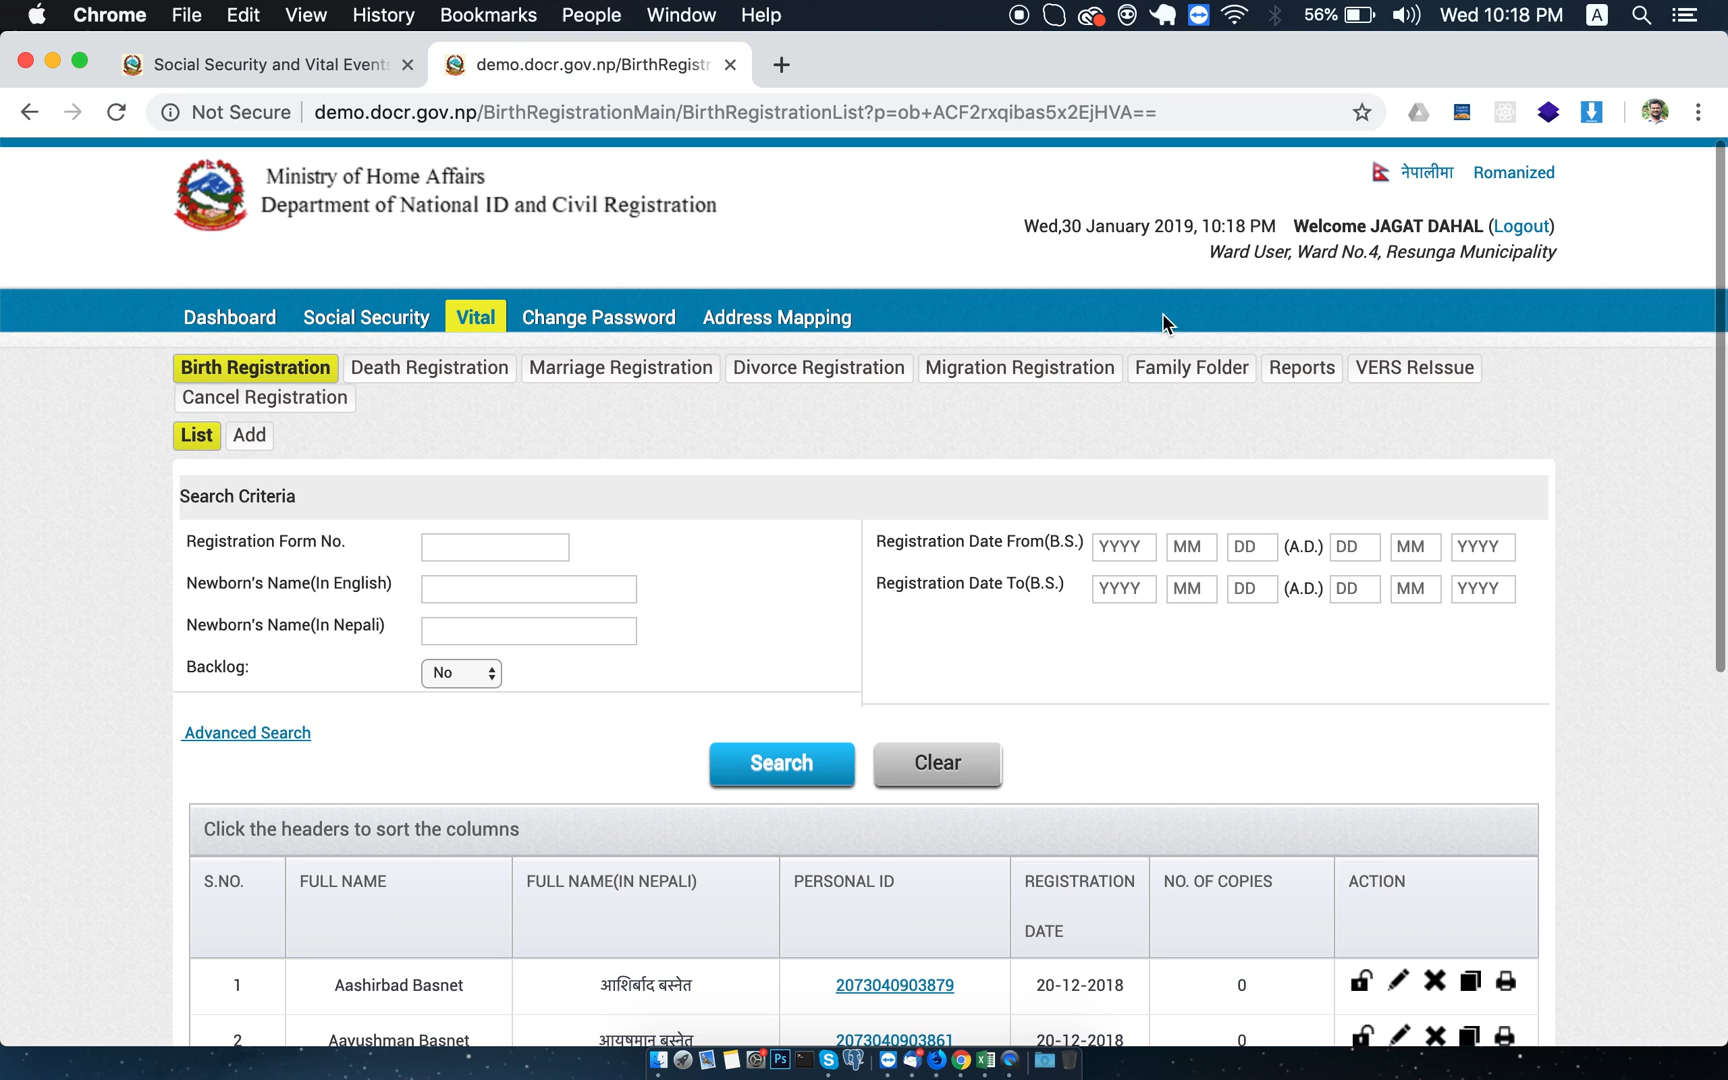 Chrome File Edit View History Bookmarks People Window Help 56% Wed 10:18 PM A
Social Security and Vital Events demo.docr.gov.np/BirthRegistr
Not Secure demo.docr.gov.np/BirthRegistrationMain/BirthRegistrationList?p=ob+ACF2rxqibas5x2EjHVA==
Ministry of Home Affairs
Department of National ID and Civil Registration
नेपालीमा Romanized
Wed,30 January 2019, 10:18 PM Welcome JAGAT DAHAL (Logout)
Ward User, Ward No.4, Resunga Municipality
Dashboard Social Security Vital Change Password Address Mapping
Birth Registration Death Registration Marriage Registration Divorce Registration Migration Registration Family Folder Reports VERS ReIssue
Cancel Registration
List Add
Search Criteria
Registration Form No. Registration Date From(B.S.) YYYY MM DD (A.D.) DD MM YYYY
Newborn's Name(In English) Registration Date To(B.S.) YYYY MM DD (A.D.) DD MM YYYY
Newborn's Name(In Nepali)
Backlog: No
Advanced Search
Search Clear
Click the headers to sort the columns
S.NO. FULL NAME FULL NAME(IN NEPALI) PERSONAL ID REGISTRATION DATE NO. OF COPIES ACTION
1 Aashirbad Basnet आशिर्बाद बस्नेत 2073040903879 20-12-2018 0
2 Aayushman Basnet आयुष्मान बस्नेत 2073040903861 20-12-2018 0
Ps